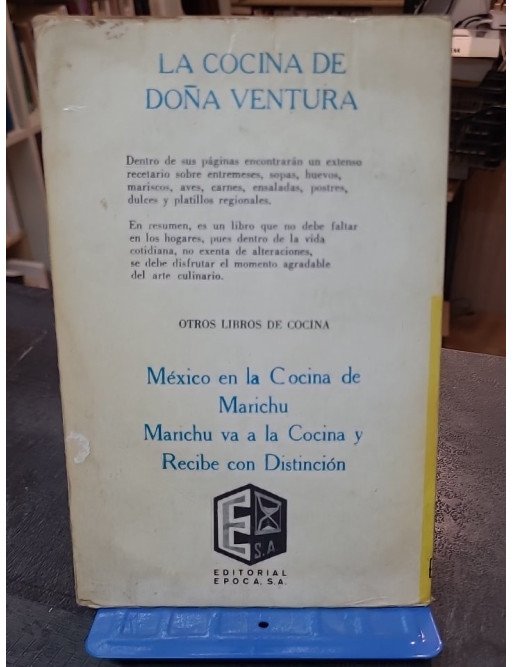 LA COCINA DE
DOÑA VENTURA
Dentro de sus páginas encontrarán un extenso
recetario sobre entremeses, sopas, huevos,
mariscos, aves, carnes, ensaladas, postres,
dulces y platillos regionales.
En resumen, es un libro que no debe faltar
en los hogares, pues dentro de la vida
cotidiana, no exenta de alteraciones,
se debe disfrutar el momento agradable
del arte culinario.
OTROS LIBROS DE COCINA
México en la Cocina de
Marichu
Marichu va a la Cocina y
Recibe con Distinción
EE S.A.
EDITORIAL
EPOCA, S.A.